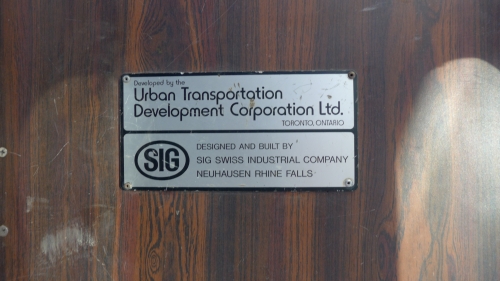 Developed by the
Urban Transportation
Development Corporation Ltd.
TORONTO, ONTARIO
SIG
DESIGNED AND BUILT BY
SIG SWISS INDUSTRIAL COMPANY
NEUHAUSEN RHINE FALLS